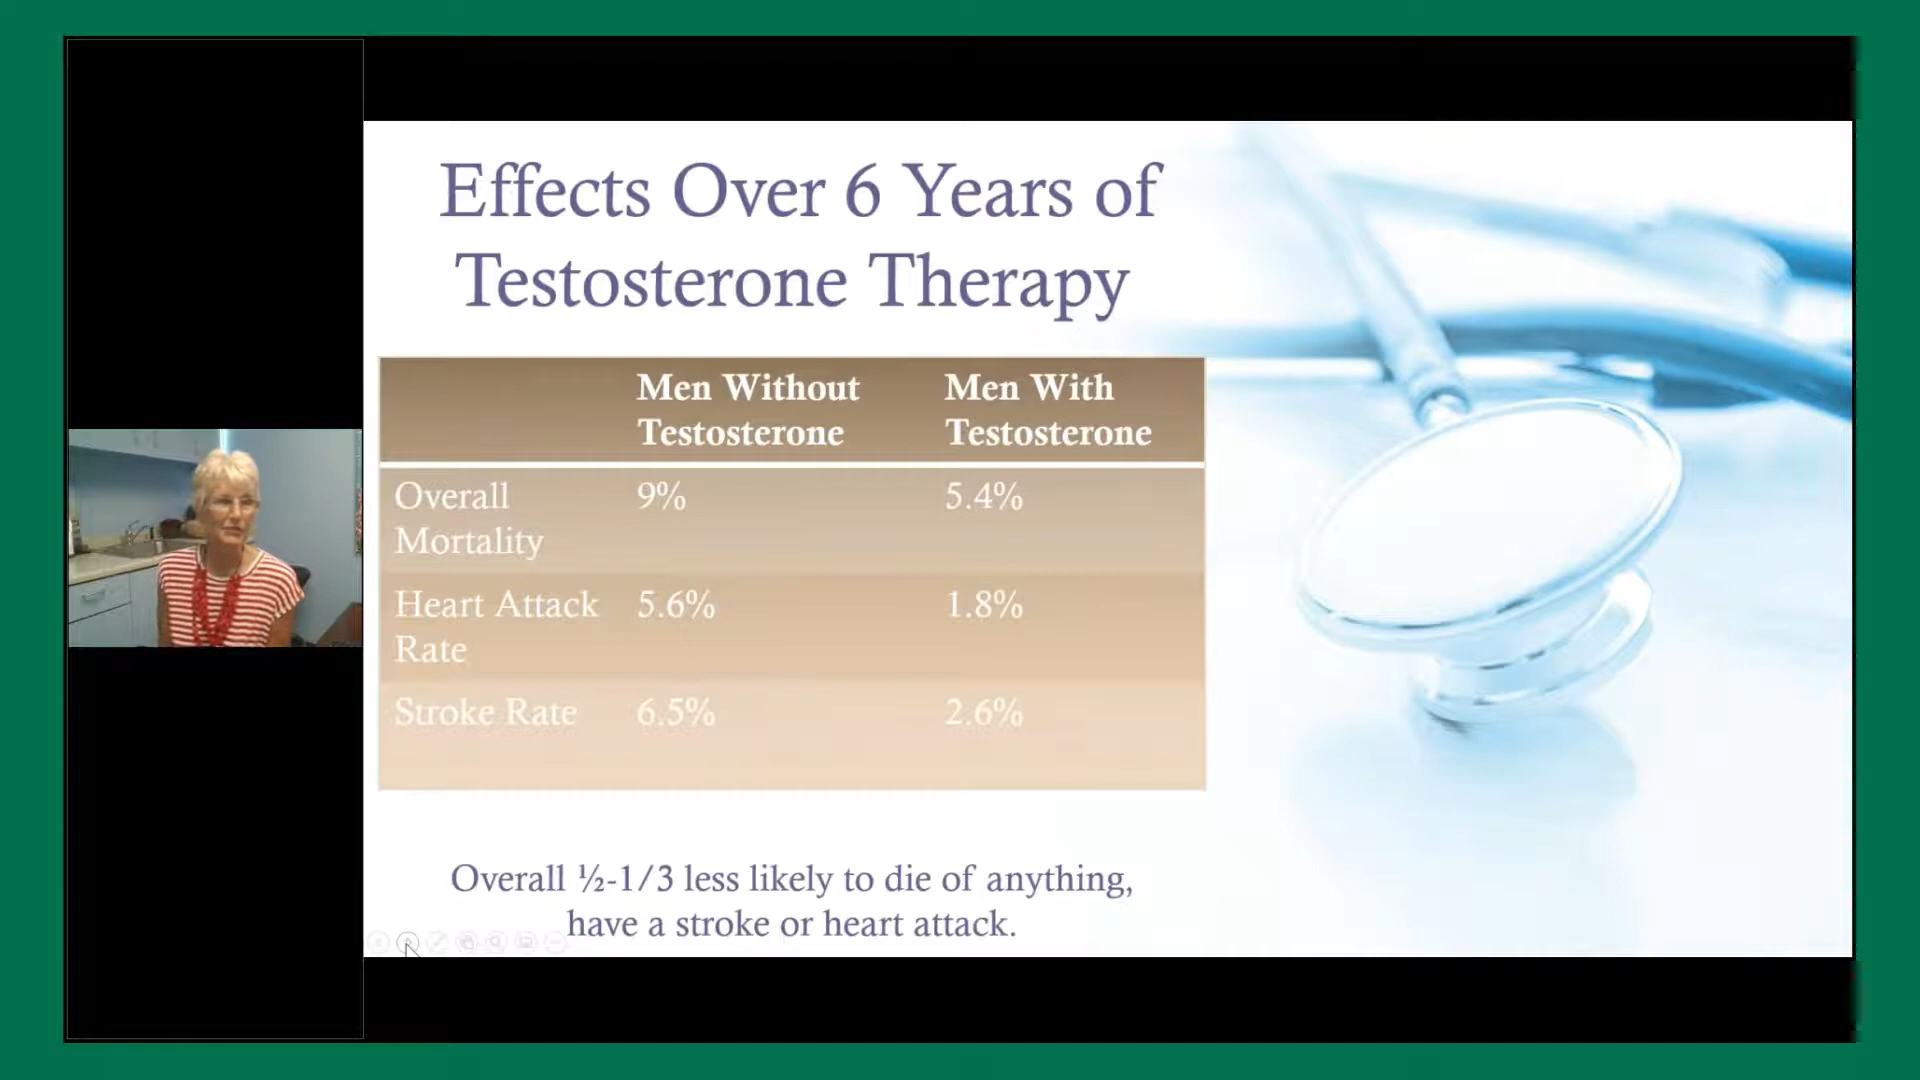 Effects Over 6 Years of
Testosterone Therapy
Men Without
Testosterone
Men With
Testosterone
Overall
Mortality
9%
5.4%
Heart Attack
Rate
5.6%
1.8%
Stroke Rate
6.5%
2.6%
Overall ½-1/3 less likely to die of anything,
have a stroke or heart attack.